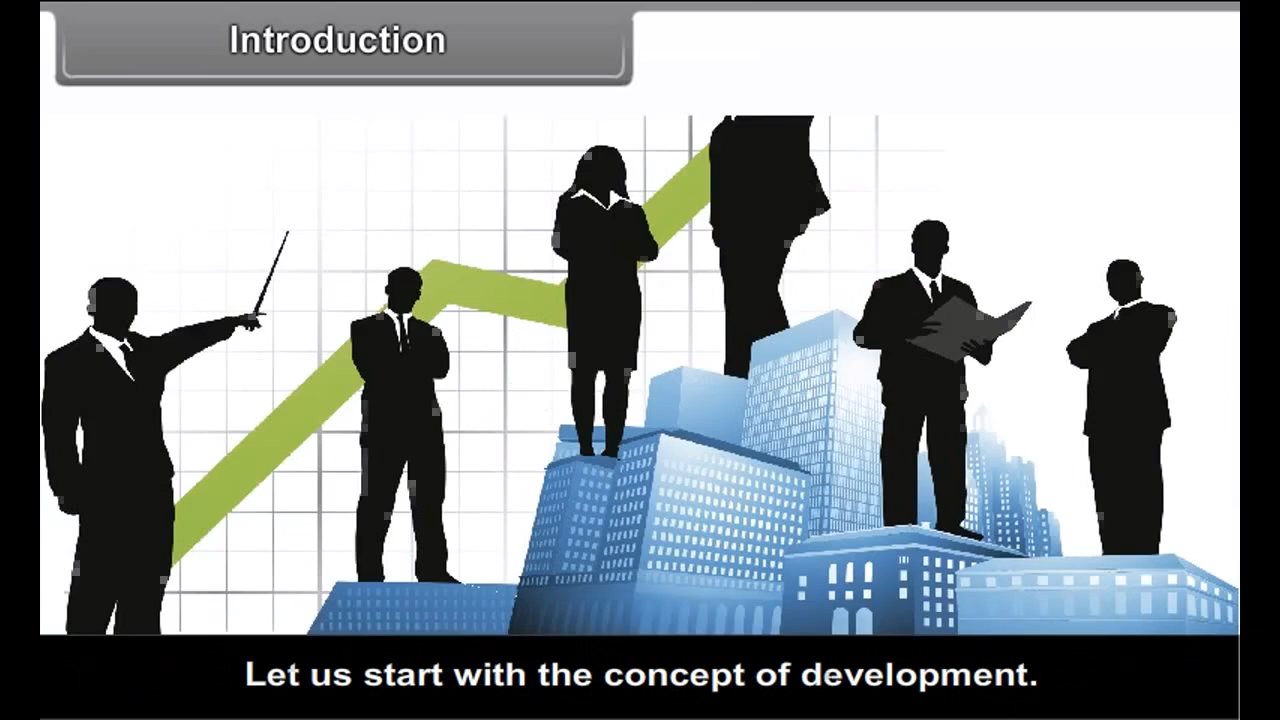 Introduction
Let us start with the concept of development.